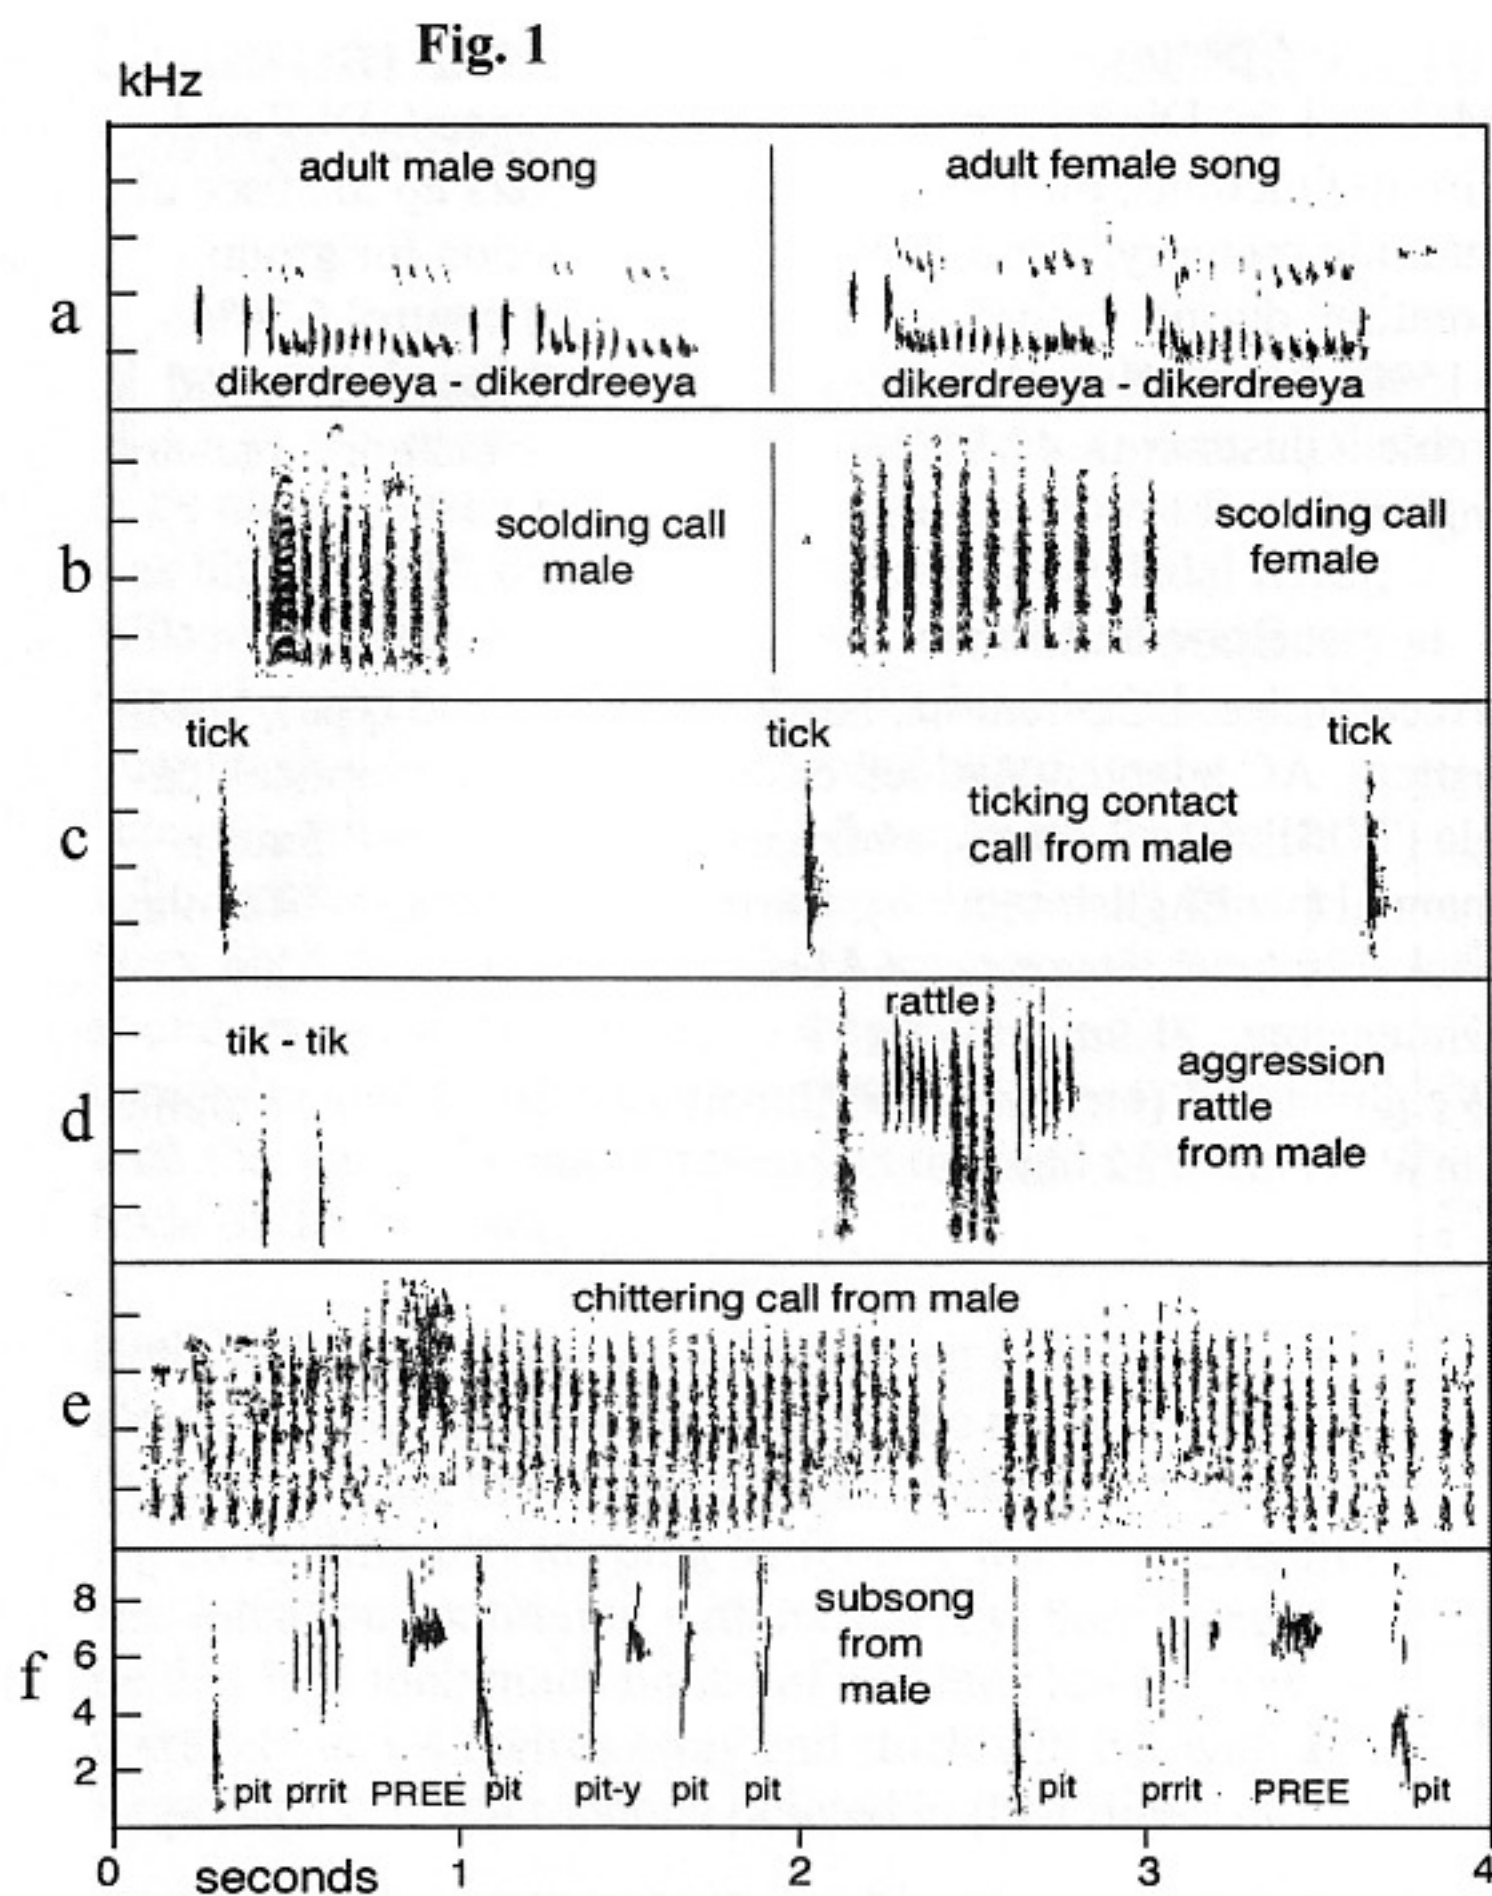 Fig. 1
kHz
adult male song
adult female song
a
dikerdreeya - dikerdreeya
dikerdreeya - dikerdreeya
b
scolding call
male
scolding call
female
tick
tick
tick
c
ticking contact
call from male
d
tik - tik
rattle
aggression
rattle
from male
chittering call from male
e
f
8
6
4
2
subsong
from
male
pit prrit PREE pit pit-y pit pit pit prrit PREE pit
0 seconds 1 2 3 4